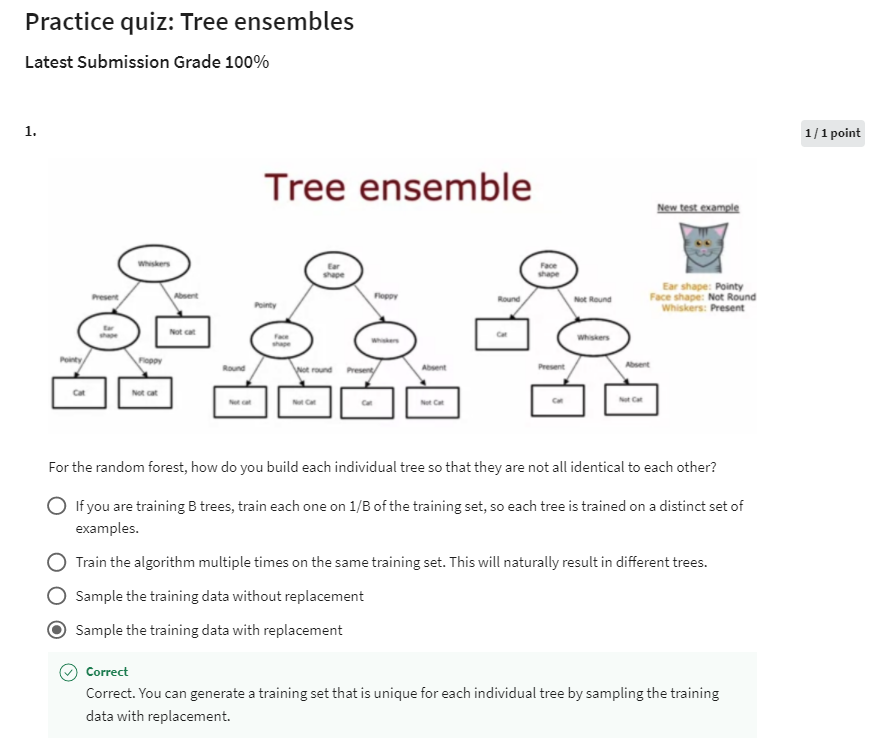 Practice quiz: Tree ensembles
Latest Submission Grade 100%
1.
1 / 1 point
Tree ensemble
New test example
Ear shape: Pointy
Face shape: Not Round
Whiskers: Present
Whiskers
Present
Absent
Ear
shape
Not cat
Pointy
Floppy
Cat
Not cat
Ear
shape
Pointy
Floppy
Face
shape
Whiskers
Round
Not round
Present
Absent
Not cat
Not Cat
Cat
Not Cat
Face
shape
Round
Not Round
Cat
Whiskers
Present
Absent
Cat
Not Cat
For the random forest, how do you build each individual tree so that they are not all identical to each other?
If you are training B trees, train each one on 1/B of the training set, so each tree is trained on a distinct set of
examples.
Train the algorithm multiple times on the same training set. This will naturally result in different trees.
Sample the training data without replacement
Sample the training data with replacement
Correct
Correct. You can generate a training set that is unique for each individual tree by sampling the training
data with replacement.